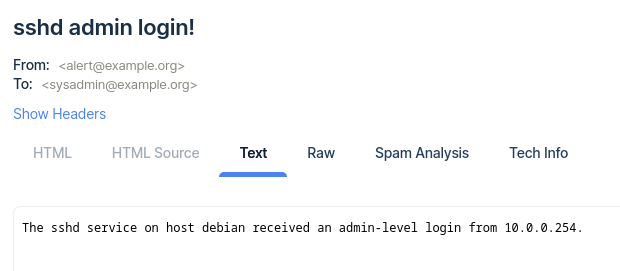 sshd admin login!
From: <alert@example.org>
To: <sysadmin@example.org>
Show Headers
HTML HTML Source Text Raw Spam Analysis Tech Info
The sshd service on host debian received an admin-level login from 10.0.0.254.